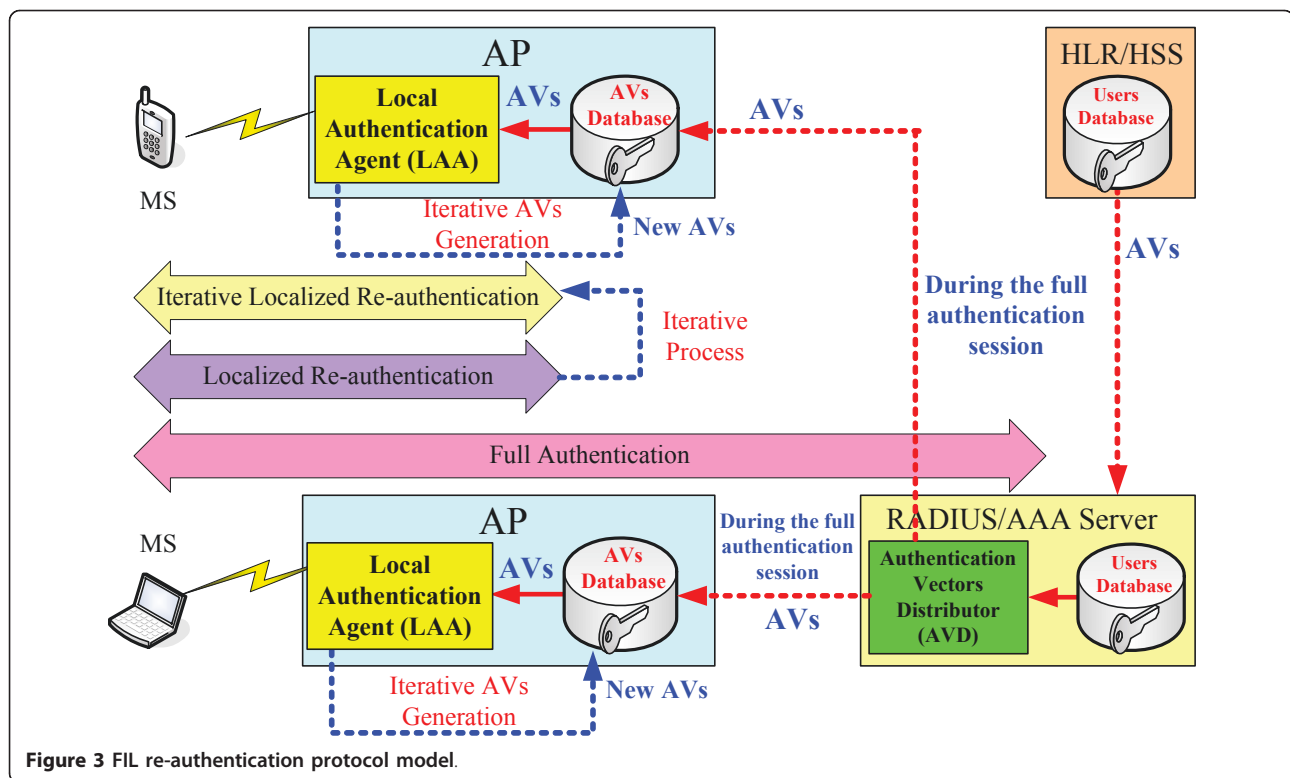 AP
HLR/HSS
Local
Authentication
Agent (LAA)
AVs
AVs
Database
AVs
Users
Database
MS
Iterative AVs
Generation
New AVs
AVs
Iterative Localized Re-authentication
Iterative
Process
During the full
authentication
session
Localized Re-authentication
Full Authentication
AP
During the full
authentication
session
RADIUS/AAA Server
MS
Local
Authentication
Agent (LAA)
AVs
AVs
Database
AVs
Authentication
Vectors
Distributor
(AVD)
Users
Database
Iterative AVs
Generation
New AVs
Figure 3 FIL re-authentication protocol model.